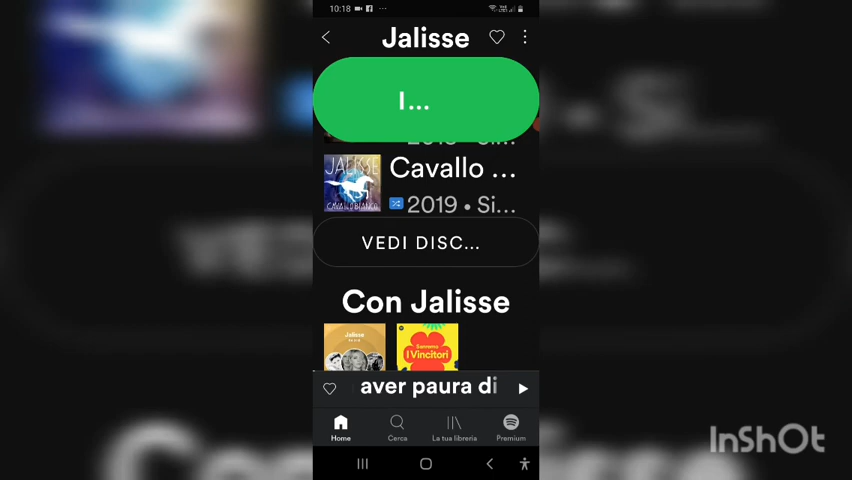 10:18
Jalisse
I...
Cavallo ...
JALISSE
CAVALLO BIANCO
2019 • Si...
VEDI DISC...
Con Jalisse
Jalisse
Sanremo
I Vincitori
aver paura di
Home
Cerca
La tua libreria
Premium
InShOt